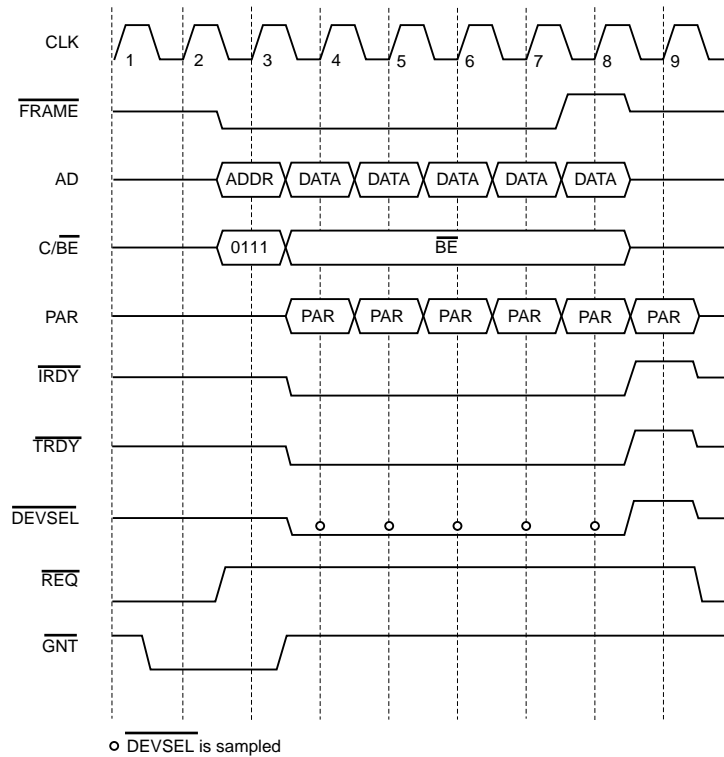 CLK
1 2 3 4 5 6 7 8 9
FRAME
AD
ADDR DATA DATA DATA DATA DATA
C/BE
0111 BE
PAR
PAR PAR PAR PAR PAR PAR
IRDY
TRDY
DEVSEL
REQ
GNT
DEVSEL is sampled